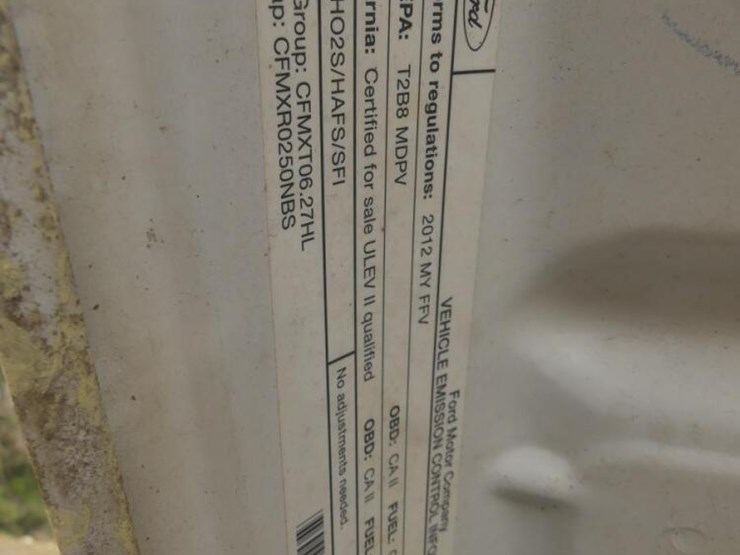 Ford Motor Company
VEHICLE EMISSION CONTROL INFO
rms to regulations: 2012 MY FFV
PA: T2B8 MDPV OBD: CA II FUEL:
rnia: Certified for sale ULEV II qualified OBD: CA II FUEL
HO2S/HAFS/SFI No adjustments needed.
Group: CFMXT06.27HL
p: CFMXR0250NBS